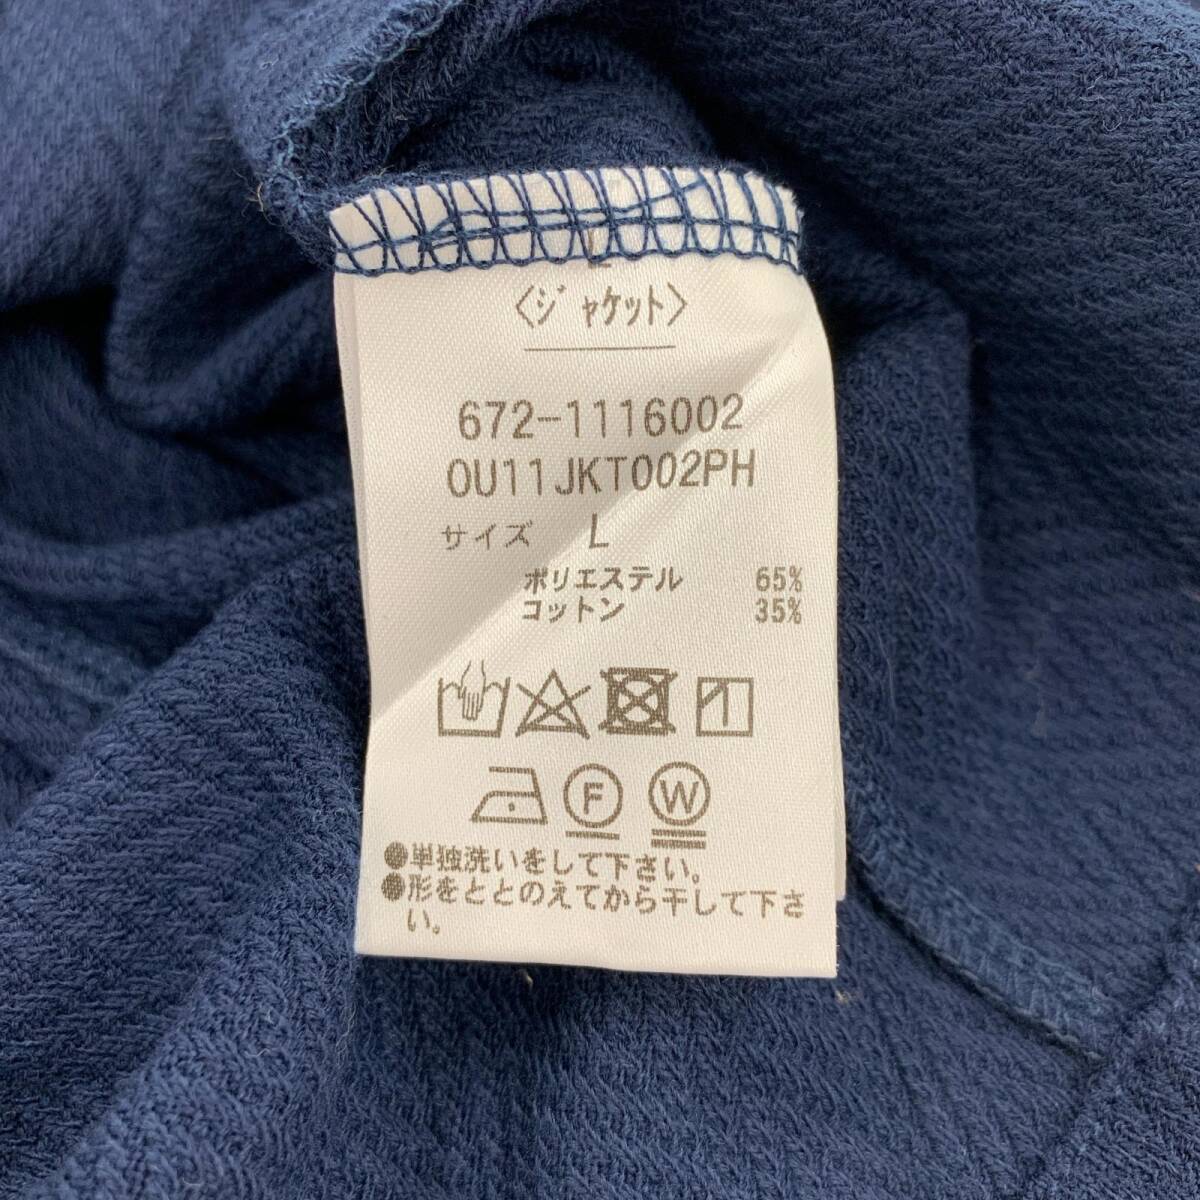 L
〈ジャケット〉
672-1116002
0U11JKT002PH
サイズ L
ポリエステル 65%
コットン 35%
F W
●単独洗いをして下さい。
●形をととのえてから干して下さ
い。